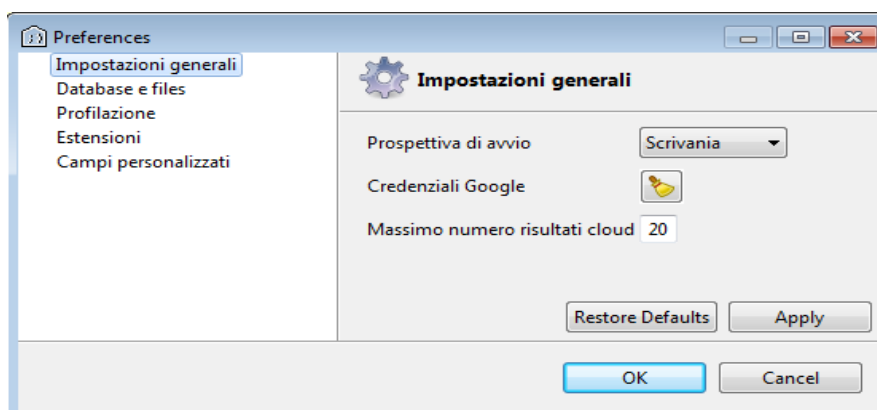 Preferences
Impostazioni generali
Database e files
Profilazione
Estensioni
Campi personalizzati
Impostazioni generali
Prospettiva di avvio Scrivania
Credenziali Google
Massimo numero risultati cloud 20
Restore Defaults Apply
OK Cancel